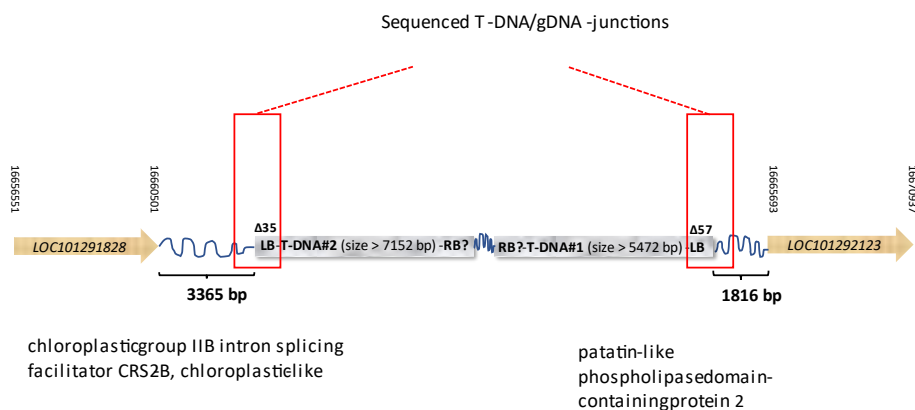 Sequenced T-DNA/gDNA -junctions
16656551
16660501
16665693
16670937
Δ35
Δ57
LOC101291828
LB-T-DNA#2 (size > 7152 bp) -RB?
RB?-T-DNA#1 (size > 5472 bp) -LB
LOC101292123
3365 bp
1816 bp
chloroplasticgroup IIB intron splicing
facilitator CRS2B, chloroplasticlike
patatin-like
phospholipasedomain-
containingprotein 2